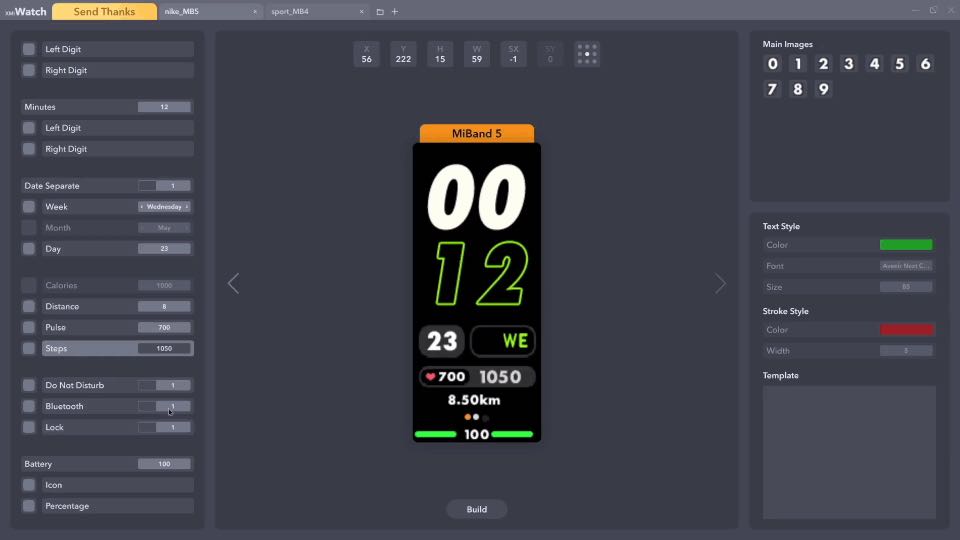 XMIWatch
Send Thanks
nike_MB5
sport_MB4
Left Digit
Right Digit
Minutes
12
Left Digit
Right Digit
Date Separate
1
Week
Wednesday
Month
May
Day
23
Calories
1000
Distance
8
Pulse
700
Steps
1050
Do Not Disturb
1
Bluetooth
1
Lock
1
Battery
100
Icon
Percentage
X
56
Y
222
H
15
W
59
SX
-1
SY
0
MiBand 5
00
12
23
WE
700
1050
8.50km
100
Build
Main Images
0 1 2 3 4 5 6
7 8 9
Text Style
Color
Font
Avenir Next C...
Size
Stroke Style
Color
Width
Template